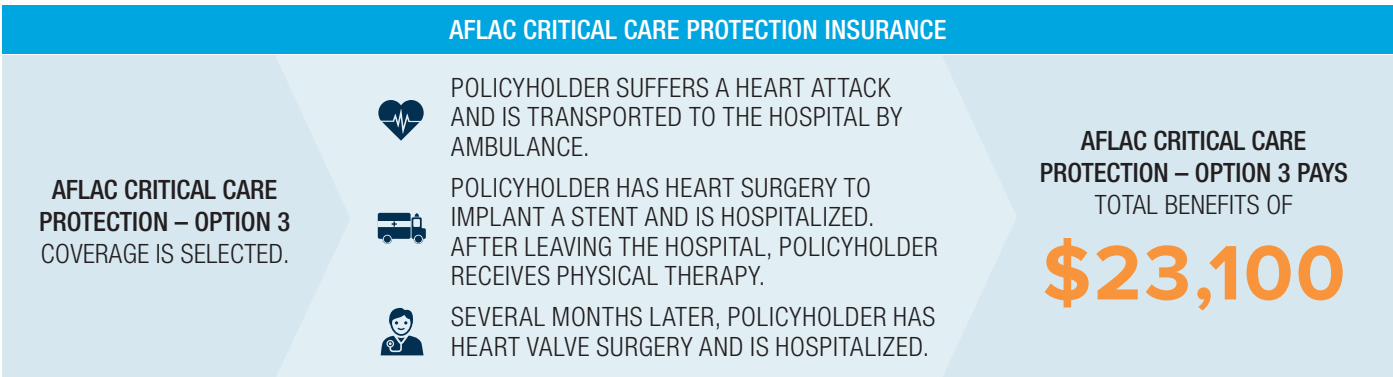 AFLAC CRITICAL CARE PROTECTION INSURANCE
AFLAC CRITICAL CARE
PROTECTION – OPTION 3
COVERAGE IS SELECTED.
POLICYHOLDER SUFFERS A HEART ATTACK
AND IS TRANSPORTED TO THE HOSPITAL BY
AMBULANCE.
POLICYHOLDER HAS HEART SURGERY TO
IMPLANT A STENT AND IS HOSPITALIZED.
AFTER LEAVING THE HOSPITAL, POLICYHOLDER
RECEIVES PHYSICAL THERAPY.
SEVERAL MONTHS LATER, POLICYHOLDER HAS
HEART VALVE SURGERY AND IS HOSPITALIZED.
AFLAC CRITICAL CARE
PROTECTION – OPTION 3 PAYS
TOTAL BENEFITS OF
$23,100